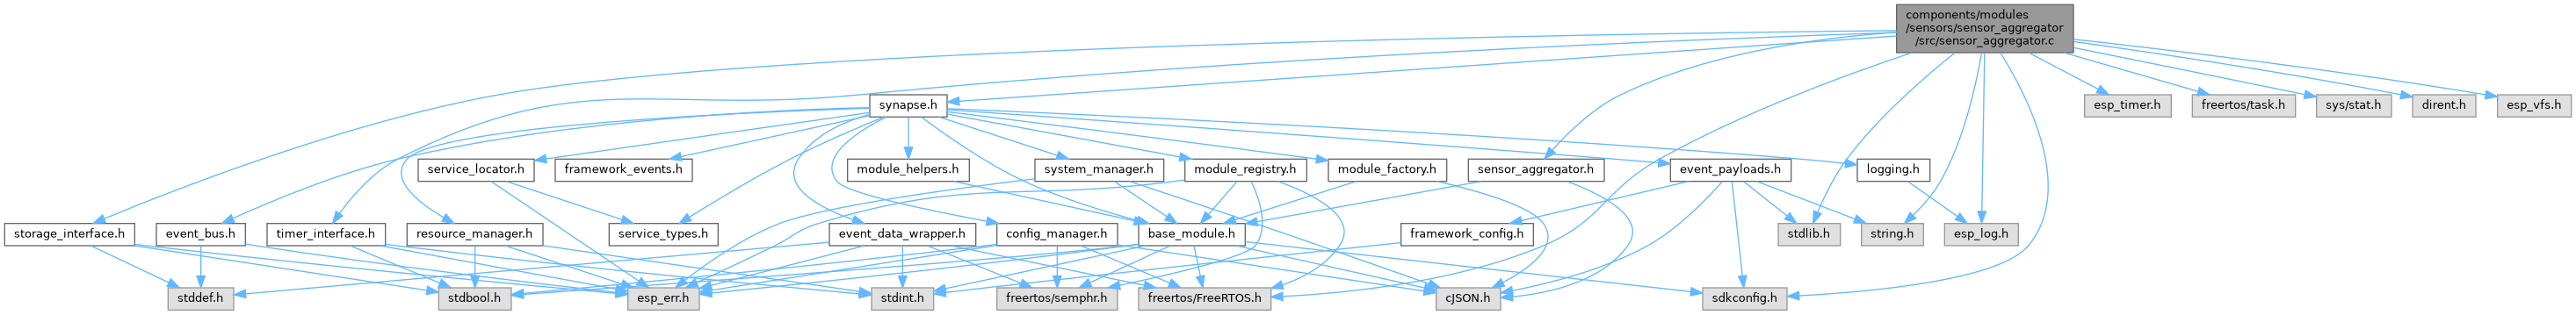 components/modules
/sensors/sensor_aggregator
/src/sensor_aggregator.c
synapse.h
esp_timer.h
freertos/task.h
sys/stat.h
dirent.h
esp_vfs.h
service_locator.h
framework_events.h
module_helpers.h
system_manager.h
module_registry.h
module_factory.h
sensor_aggregator.h
event_payloads.h
logging.h
storage_interface.h
event_bus.h
timer_interface.h
resource_manager.h
service_types.h
event_data_wrapper.h
config_manager.h
base_module.h
framework_config.h
stdlib.h
string.h
esp_log.h
stddef.h
stdbool.h
esp_err.h
stdint.h
freertos/semphr.h
freertos/FreeRTOS.h
cJSON.h
sdkconfig.h